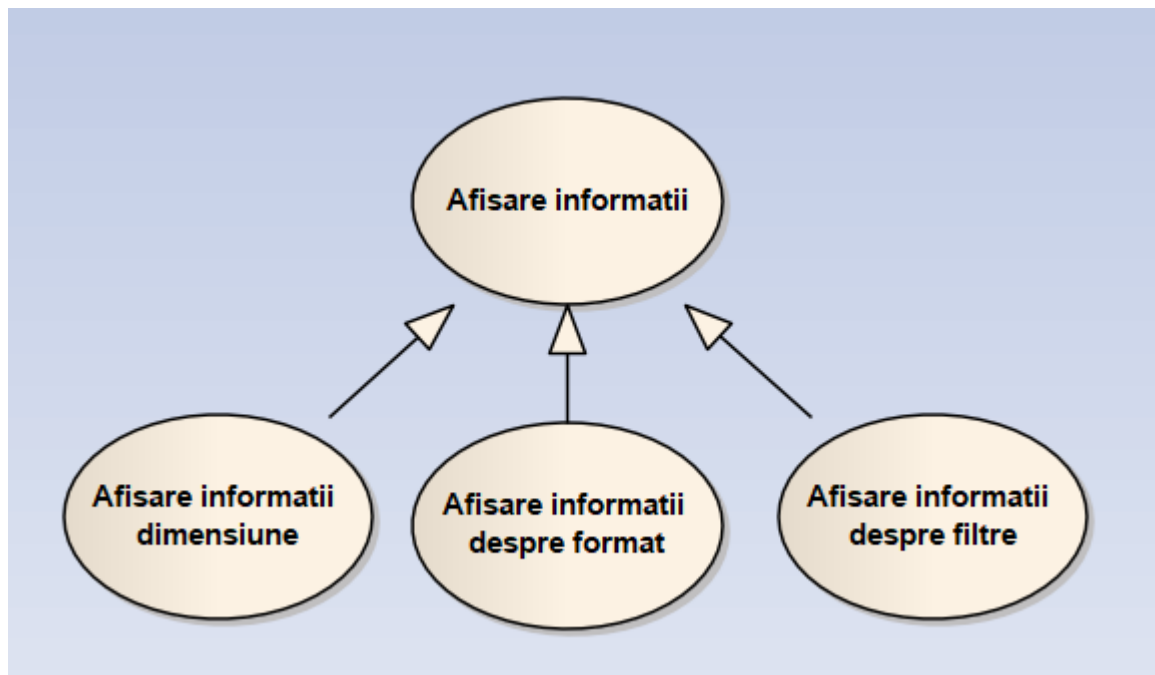 Afisare informatii
Afisare informatii
dimensiune
Afisare informatii
despre format
Afisare informatii
despre filtre